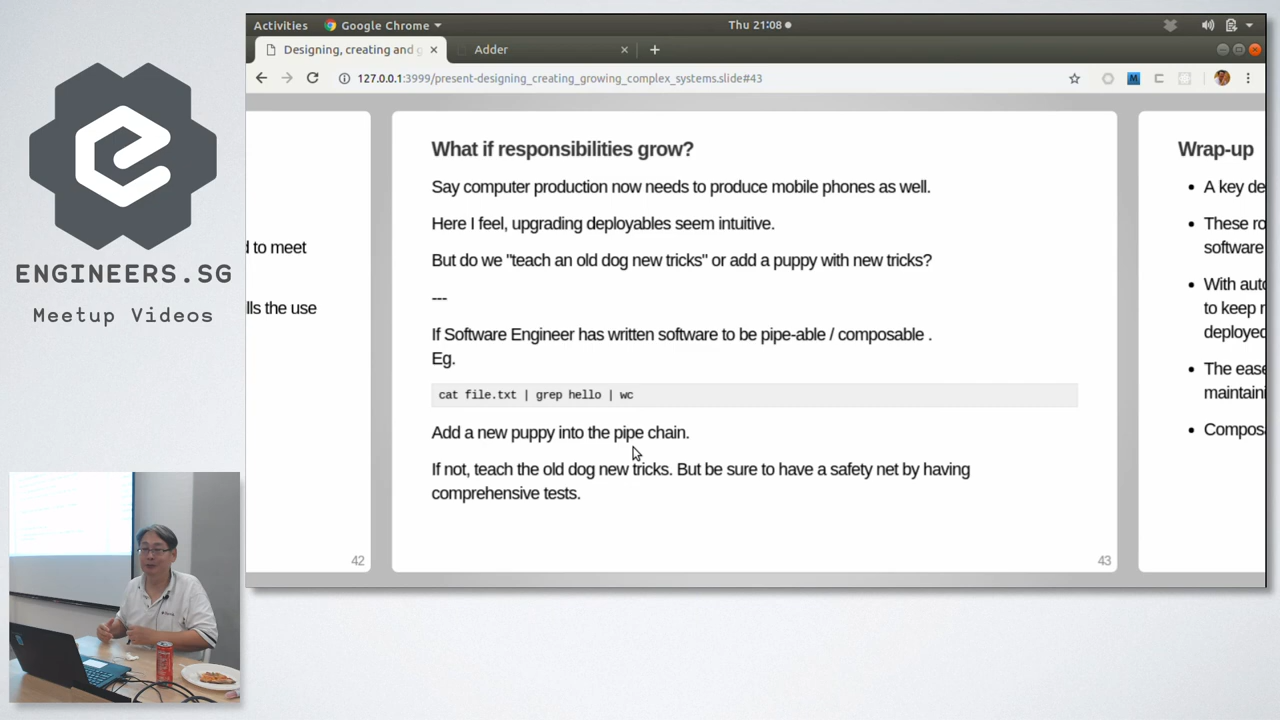 Activities
Google Chrome
Thu 21:08
Designing, creating and g
Adder
127.0.0.1:3999/present-designing_creating_growing_complex_systems.slide#43
ENGINEERS.SG
Meetup Videos
d to meet
lls the use
42
What if responsibilities grow?
Say computer production now needs to produce mobile phones as well.
Here I feel, upgrading deployables seem intuitive.
But do we "teach an old dog new tricks" or add a puppy with new tricks?
---
If Software Engineer has written software to be pipe-able / composable .
Eg.
cat file.txt | grep hello | wc
Add a new puppy into the pipe chain.
If not, teach the old dog new tricks. But be sure to have a safety net by having
comprehensive tests.
43
Wrap-up
A key de
These ro
software
With auto
to keep r
deployed
The ease
maintaini
Compos